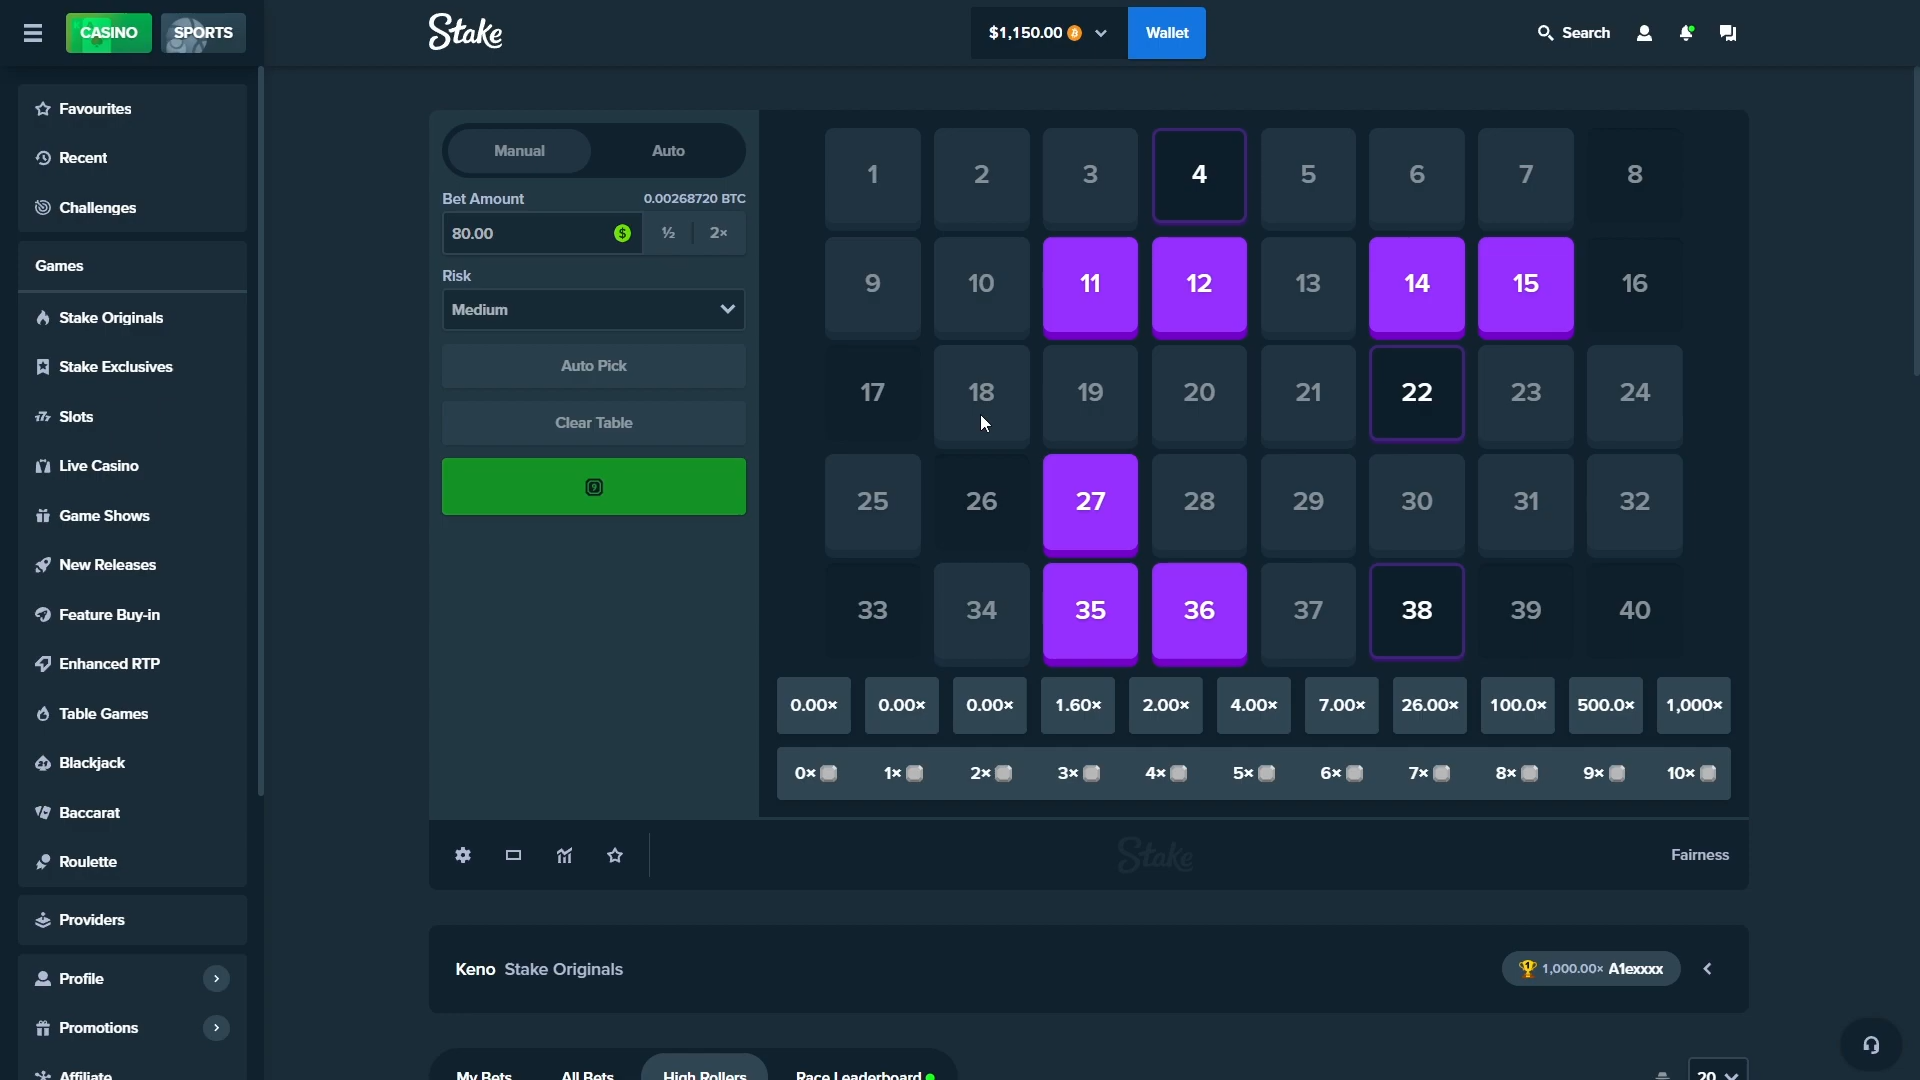 CASINO
SPORTS
Stake
$1,150.00
Wallet
Search
Favourites
Recent
Challenges
Games
Stake Originals
Stake Exclusives
Slots
Live Casino
Game Shows
New Releases
Feature Buy-in
Enhanced RTP
Table Games
Blackjack
Baccarat
Roulette
Providers
Profile
Promotions
Affiliate
Manual Auto
Bet Amount 0.00268720 BTC
80.00 $ ½ 2×
Risk
Medium
Auto Pick
Clear Table
1 2 3 4 5 6 7 8
9 10 11 12 13 14 15 16
17 18 19 20 21 22 23 24
25 26 27 28 29 30 31 32
33 34 35 36 37 38 39 40
0.00× 0.00× 0.00× 1.60× 2.00× 4.00× 7.00× 26.00× 100.0× 500.0× 1,000×
0× 1× 2× 3× 4× 5× 6× 7× 8× 9× 10×
Stake
Fairness
Keno Stake Originals
1,000.00× A1exxxx
My Bets All Bets High Rollers Race Leaderboard
20